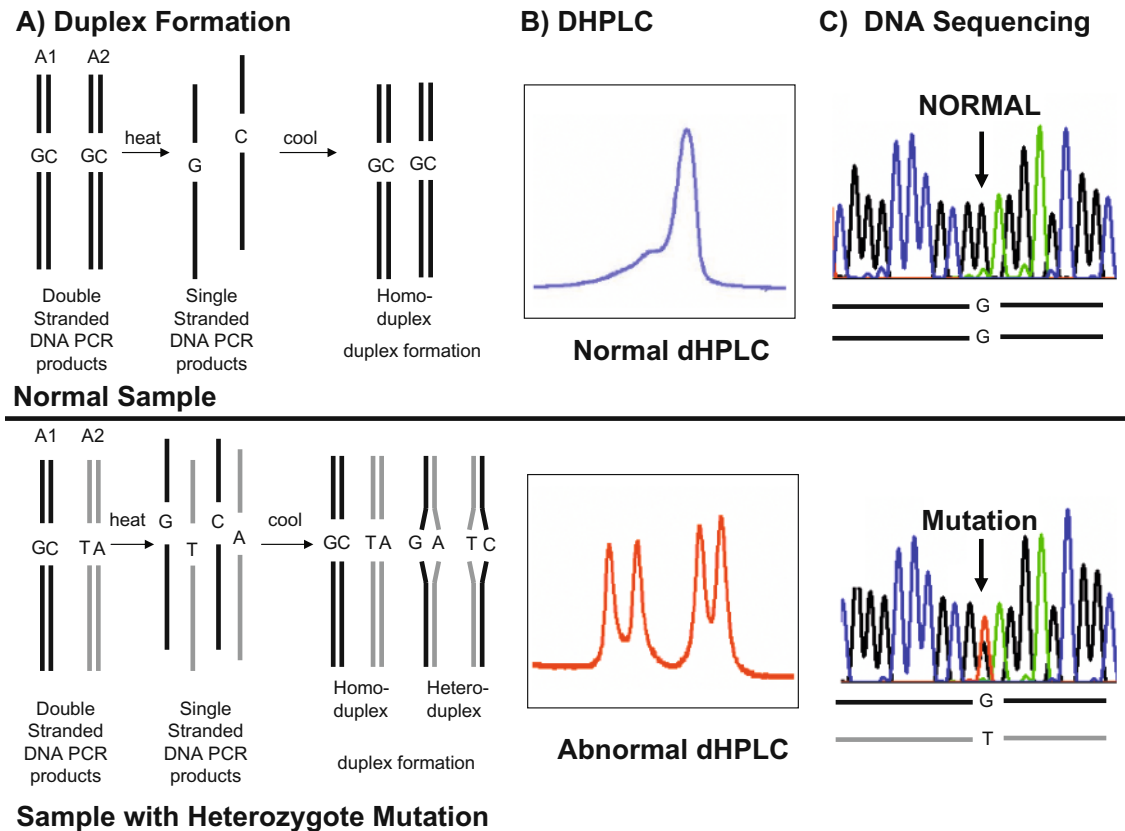 A) Duplex Formation
B) DHPLC
C) DNA Sequencing
A1 A2
heat
cool
GC GC
G
C
GC GC
Double
Stranded
DNA PCR
products
Single
Stranded
DNA PCR
products
Homo-
duplex
duplex formation
Normal dHPLC
NORMAL
G
G
Normal Sample
A1 A2
heat
cool
GC T A
G
T
C
A
GC T A G A T C
Double
Stranded
DNA PCR
products
Single
Stranded
DNA PCR
products
Homo-
duplex
Hetero-
duplex
duplex formation
Abnormal dHPLC
Mutation
G
T
Sample with Heterozygote Mutation